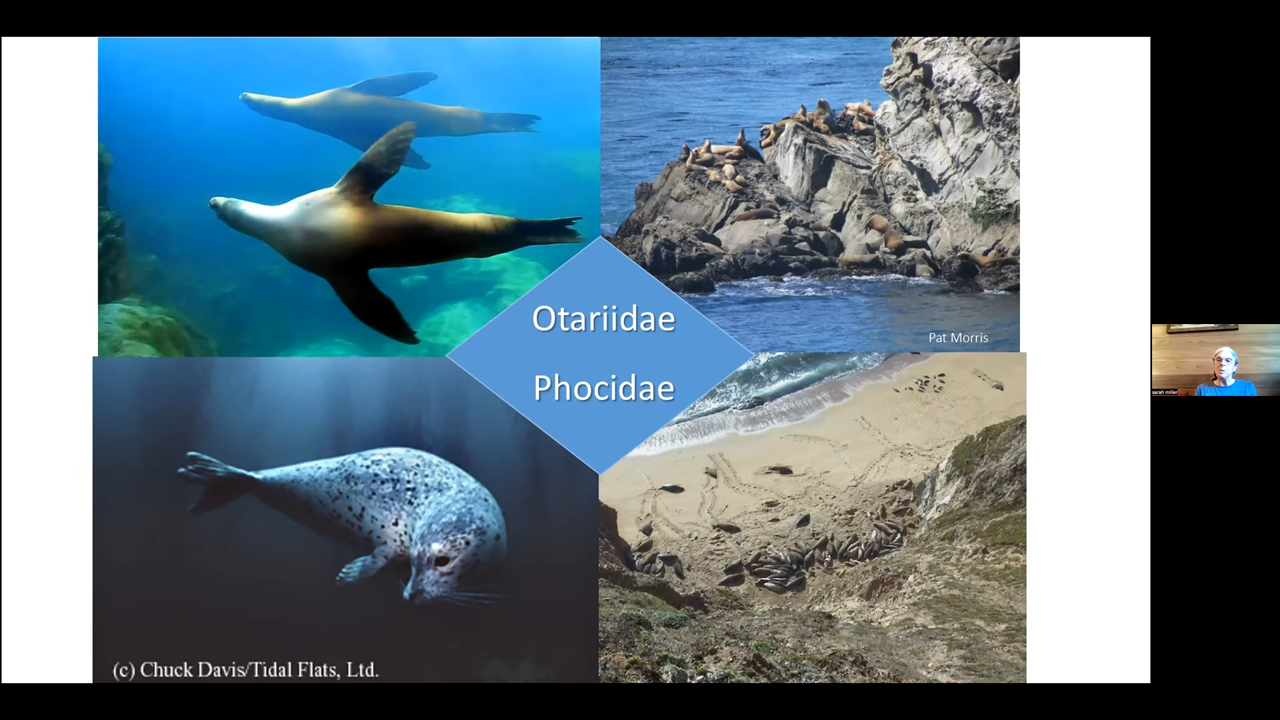 Pat Morris
Otariidae
Phocidae
sarah miller
(c) Chuck Davis/Tidal Flats, Ltd.